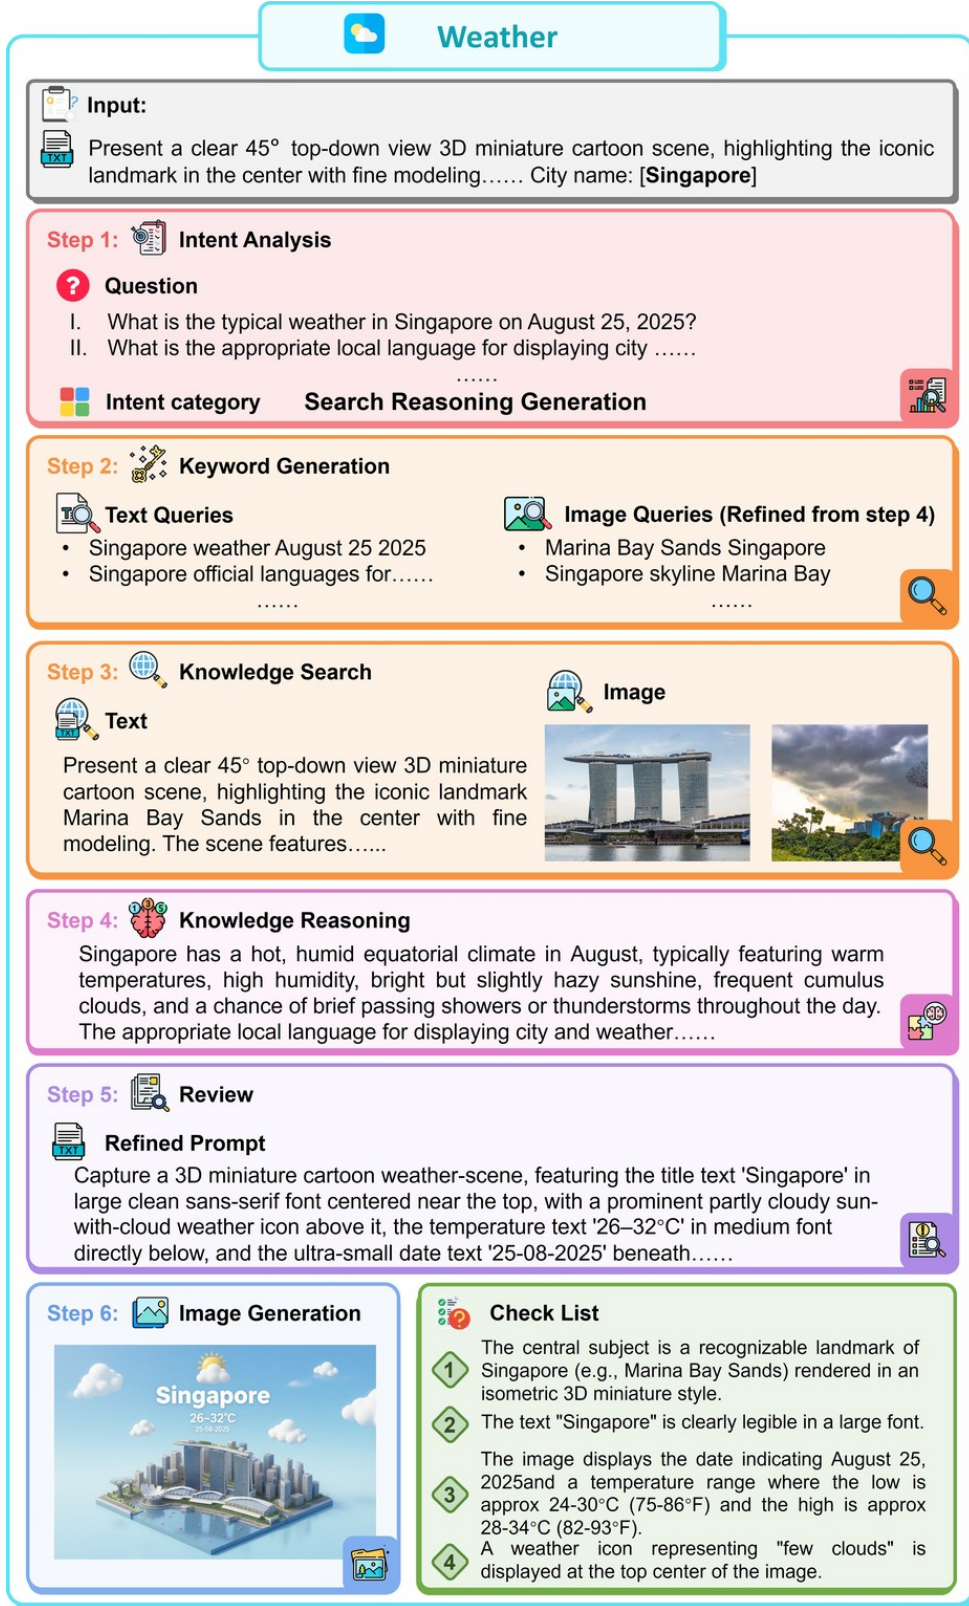 Weather
Input:
TXT
Present a clear 45° top-down view 3D miniature cartoon scene, highlighting the iconic
landmark in the center with fine modeling…… City name: [Singapore]
Step 1: Intent Analysis
? Question
I. What is the typical weather in Singapore on August 25, 2025?
II. What is the appropriate local language for displaying city ……
……
Intent category Search Reasoning Generation
Step 2: Keyword Generation
Text Queries
• Singapore weather August 25 2025
• Singapore official languages for……
……
Image Queries (Refined from step 4)
• Marina Bay Sands Singapore
• Singapore skyline Marina Bay
……
Step 3: Knowledge Search
TXT
Text
Present a clear 45° top-down view 3D miniature
cartoon scene, highlighting the iconic landmark
Marina Bay Sands in the center with fine
modeling. The scene features…...
Image
Step 4: Knowledge Reasoning
Singapore has a hot, humid equatorial climate in August, typically featuring warm
temperatures, high humidity, bright but slightly hazy sunshine, frequent cumulus
clouds, and a chance of brief passing showers or thunderstorms throughout the day.
The appropriate local language for displaying city and weather……
Step 5: Review
TXT
Refined Prompt
Capture a 3D miniature cartoon weather-scene, featuring the title text 'Singapore' in
large clean sans-serif font centered near the top, with a prominent partly cloudy sun-
with-cloud weather icon above it, the temperature text '26–32°C' in medium font
directly below, and the ultra-small date text '25-08-2025' beneath……
Step 6: Image Generation
Singapore
26–32°C
25-08-2025
Check List
1 The central subject is a recognizable landmark of
Singapore (e.g., Marina Bay Sands) rendered in an
isometric 3D miniature style.
2 The text "Singapore" is clearly legible in a large font.
3 The image displays the date indicating August 25,
2025and a temperature range where the low is
approx 24-30°C (75-86°F) and the high is approx
28-34°C (82-93°F).
4 A weather icon representing "few clouds" is
displayed at the top center of the image.